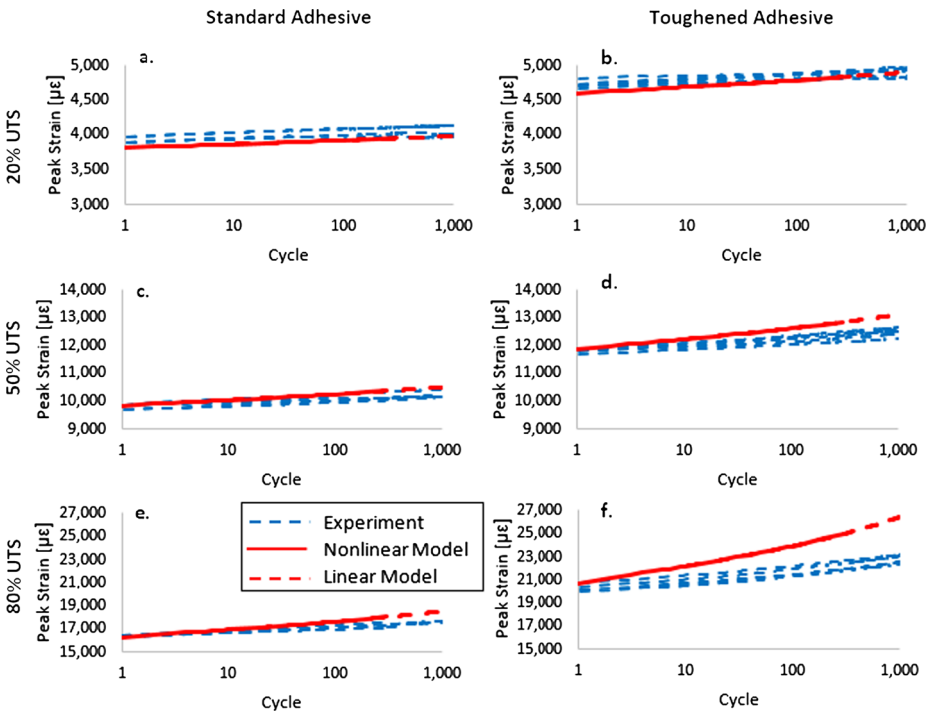 Standard Adhesive
Toughened Adhesive
20% UTS
a.
Peak Strain [µε]
5,000
4,500
4,000
3,500
3,000
1
10
100
1,000
Cycle
b.
Peak Strain [µε]
5,000
4,500
4,000
3,500
3,000
1
10
100
1,000
Cycle
50% UTS
c.
Peak Strain [µε]
14,000
13,000
12,000
11,000
10,000
9,000
1
10
100
1,000
Cycle
d.
Peak Strain [µε]
14,000
13,000
12,000
11,000
10,000
9,000
1
10
100
1,000
Cycle
80% UTS
e.
Peak Strain [µε]
27,000
25,000
23,000
21,000
19,000
17,000
15,000
1
10
100
1,000
Cycle
Experiment
Nonlinear Model
Linear Model
f.
Peak Strain [µε]
27,000
25,000
23,000
21,000
19,000
17,000
15,000
1
10
100
1,000
Cycle